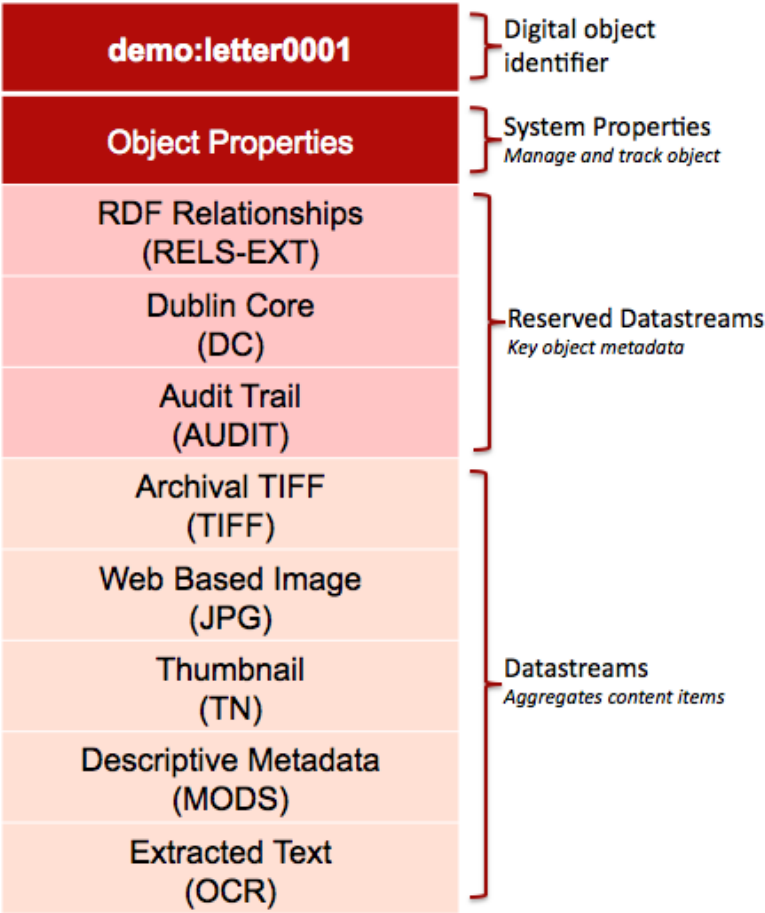 demo:letter0001
Digital object
identifier
Object Properties
System Properties
Manage and track object
RDF Relationships
(RELS-EXT)
Dublin Core
(DC)
Audit Trail
(AUDIT)
Reserved Datastreams
Key object metadata
Archival TIFF
(TIFF)
Web Based Image
(JPG)
Thumbnail
(TN)
Descriptive Metadata
(MODS)
Extracted Text
(OCR)
Datastreams
Aggregates content items